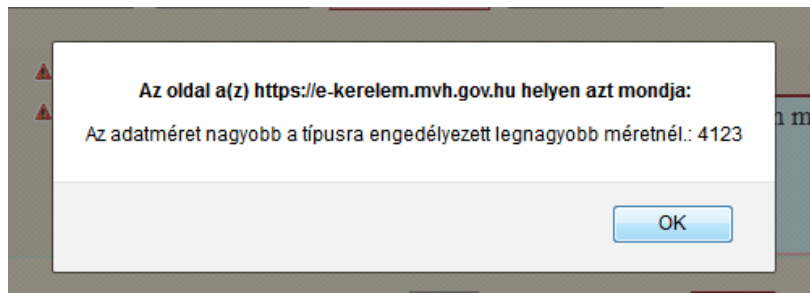 Az oldal a(z) https://e-kerelem.mvh.gov.hu helyen azt mondja:
Az adatméret nagyobb a típusra engedélyezett legnagyobb méretnél.: 4123
OK